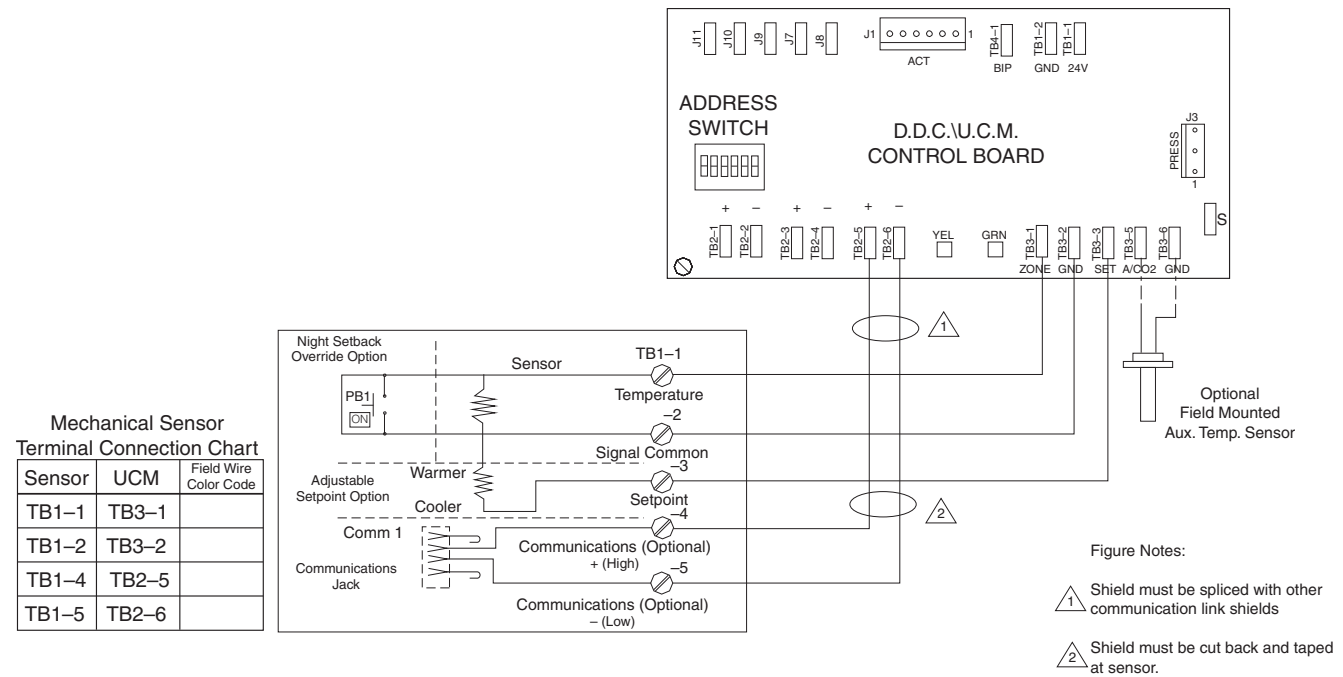 J11
J10
J9
J7
J8
J1
1
ACT
TB4–1
BIP
TB1–2
TB1–1
GND 24V
ADDRESS
SWITCH
D.D.C.\U.C.M.
CONTROL BOARD
J3
PRESS
1
S
+ –
+ –
+ –
TB2–1
TB2–2
TB2–3
TB2–4
TB2–5
TB2–6
YEL
GRN
TB3–1
TB3–2
TB3–3
TB3–5
TB3–6
ZONE GND SET A/CO2 GND
1
Night Setback
Override Option
Sensor
TB1–1
Temperature
PB1
ON
–2
Signal Common
–3
Warmer
Adjustable
Setpoint Option
Setpoint
Cooler
–4
Comm 1
Communications (Optional)
+ (High)
–5
Communications
Jack
Communications (Optional)
– (Low)
2
Optional
Field Mounted
Aux. Temp. Sensor
Mechanical Sensor
Terminal Connection Chart
Sensor UCM Field Wire
Color Code
TB1–1 TB3–1
TB1–2 TB3–2
TB1–4 TB2–5
TB1–5 TB2–6
Figure Notes:
1 Shield must be spliced with other
communication link shields
2 Shield must be cut back and taped
at sensor.